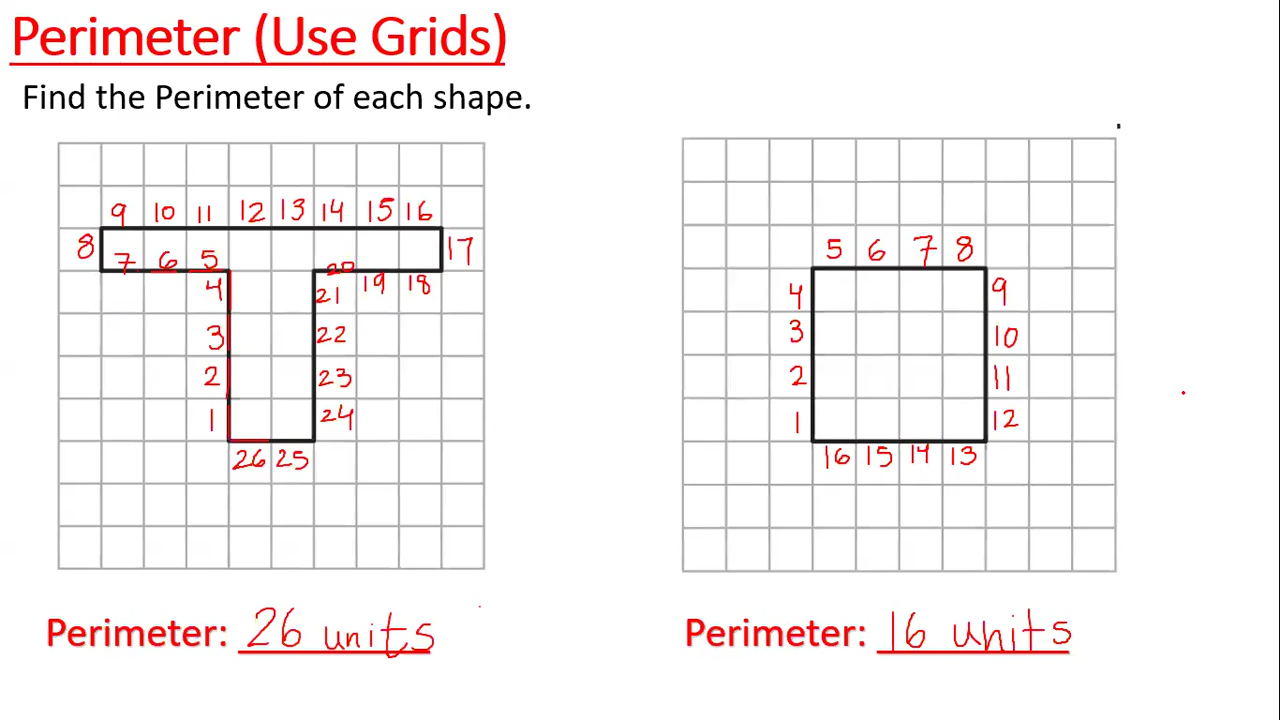 Perimeter (Use Grids)
Find the Perimeter of each shape.
9 10 11 12 13 14 15 16
8 17
7 6 5 20
4 21 19 18
3 22
2 23
1 24
26 25
Perimeter: 26 units
5 6 7 8
4 9
3 10
2 11
1 12
16 15 14 13
Perimeter: 16 units